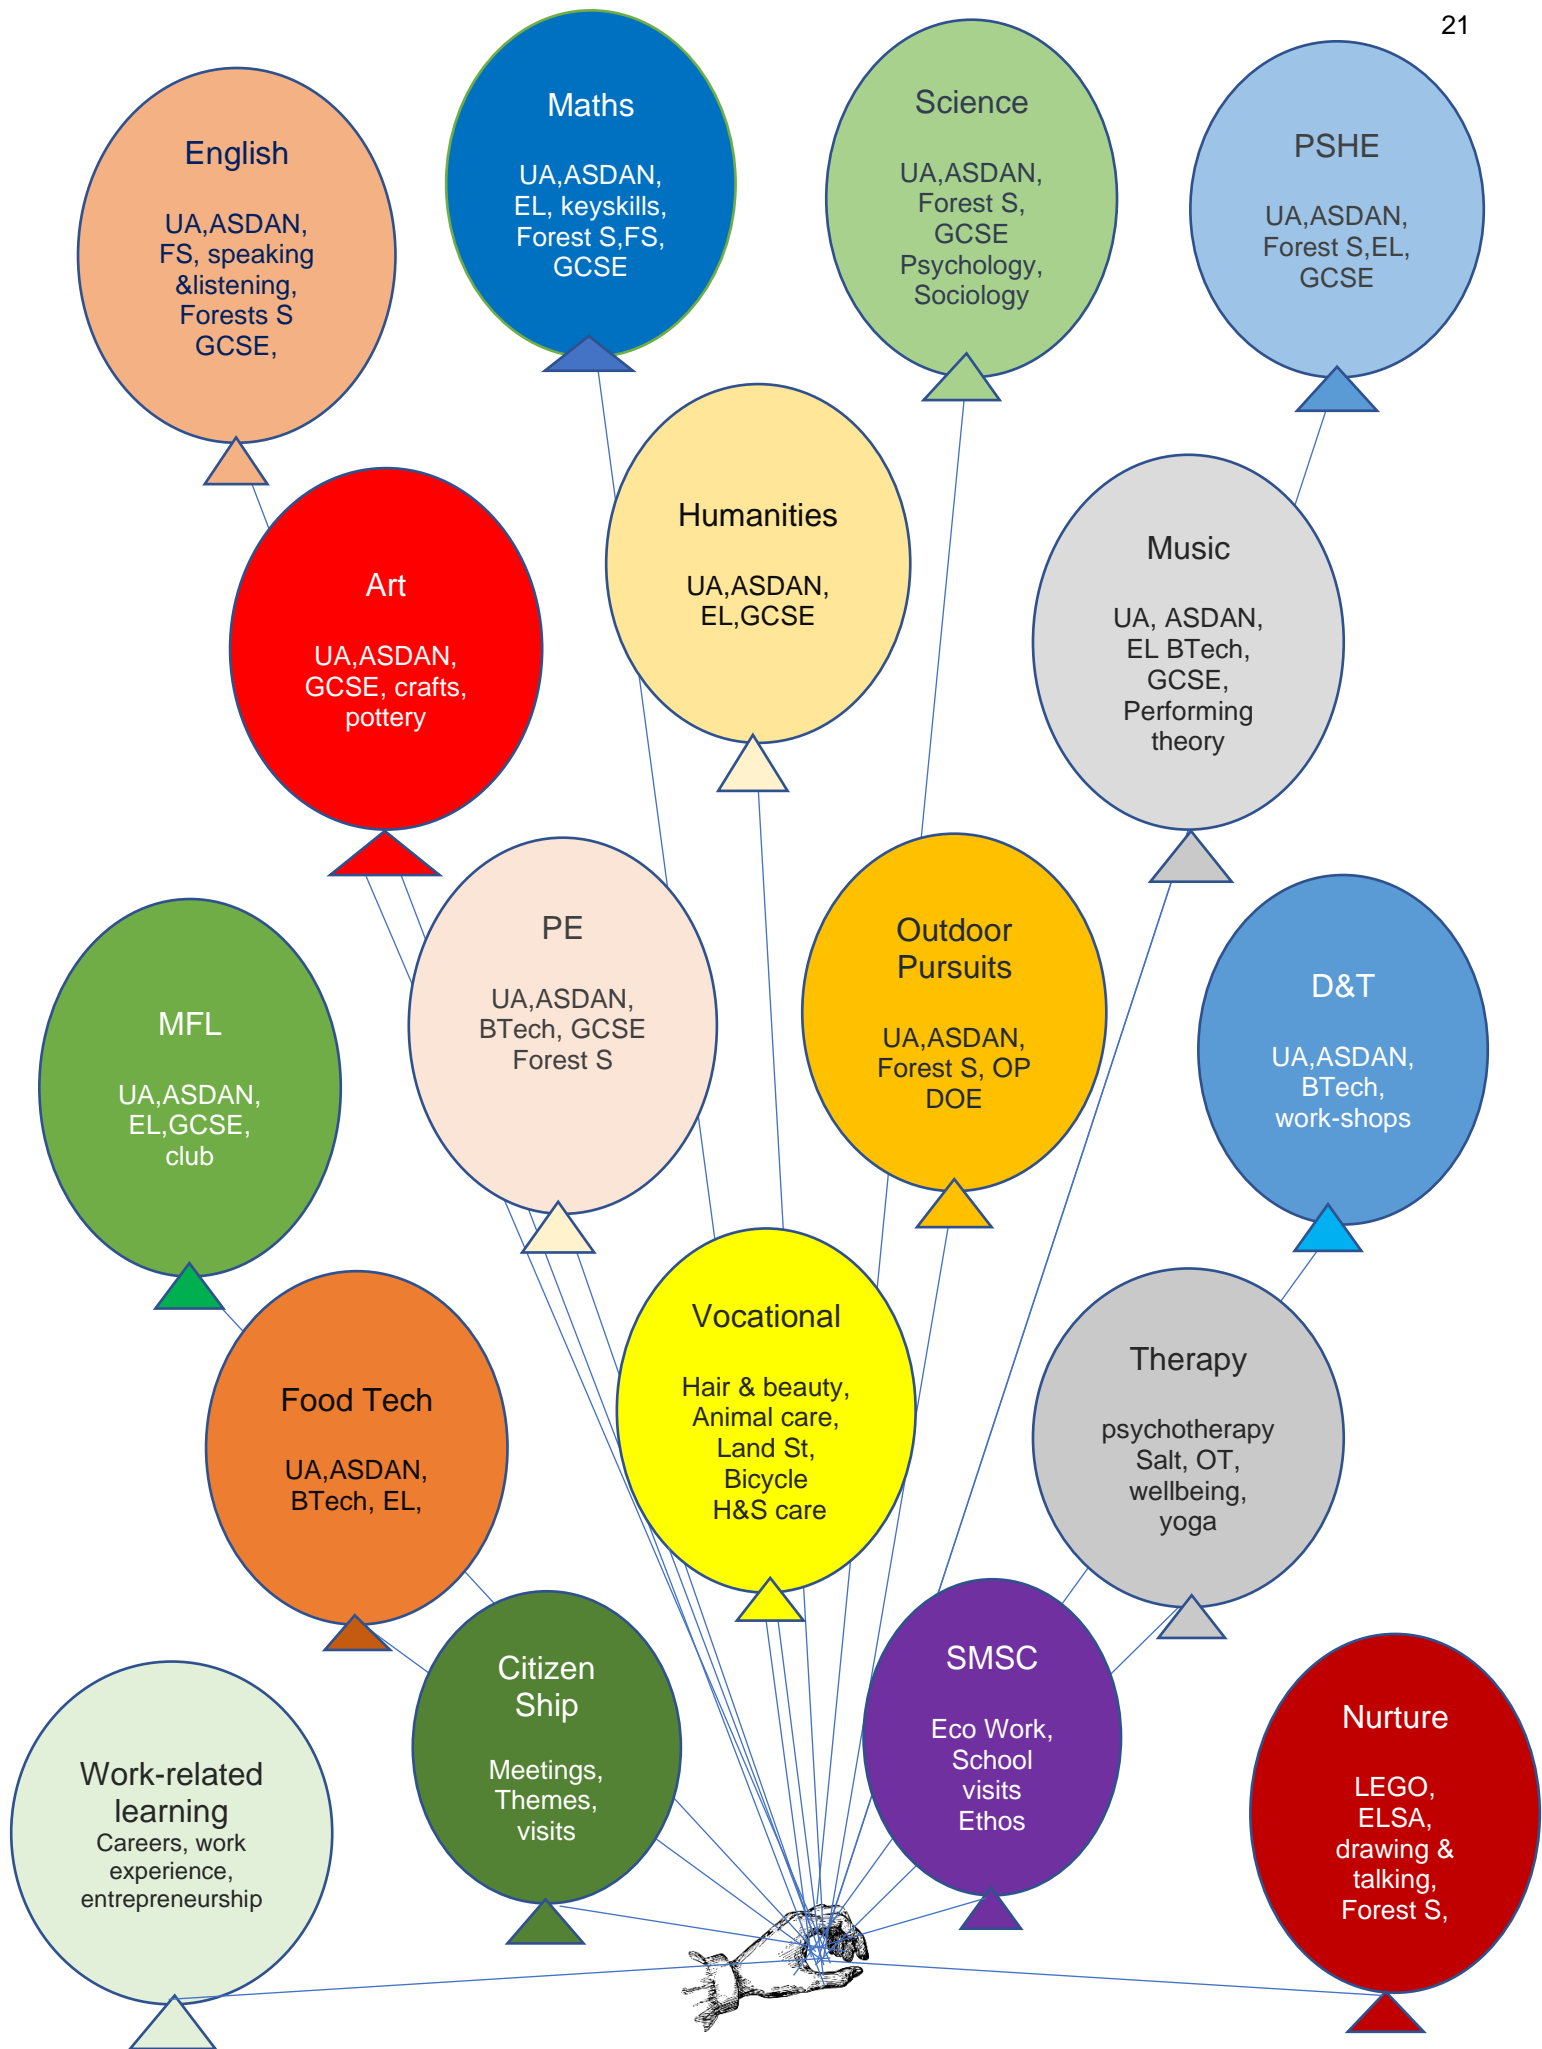 21
English
UA,ASDAN,
FS, speaking
&listening,
Forests S
GCSE,
Maths
UA,ASDAN,
EL, keyskills,
Forest S,FS,
GCSE
Science
UA,ASDAN,
Forest S,
GCSE
Psychology,
Sociology
PSHE
UA,ASDAN,
Forest S,EL,
GCSE
Art
UA,ASDAN,
GCSE, crafts,
pottery
Humanities
UA,ASDAN,
EL,GCSE
Music
UA, ASDAN,
EL BTech,
GCSE,
Performing
theory
MFL
UA,ASDAN,
EL,GCSE,
club
PE
UA,ASDAN,
BTech, GCSE
Forest S
Outdoor
Pursuits
UA,ASDAN,
Forest S, OP
DOE
D&T
UA,ASDAN,
BTech,
work-shops
Food Tech
UA,ASDAN,
BTech, EL,
Vocational
Hair & beauty,
Animal care,
Land St,
Bicycle
H&S care
Therapy
psychotherapy
Salt, OT,
wellbeing,
yoga
Work-related
learning
Careers, work
experience,
entrepreneurship
Citizen
Ship
Meetings,
Themes,
visits
SMSC
Eco Work,
School
visits
Ethos
Nurture
LEGO,
ELSA,
drawing &
talking,
Forest S,